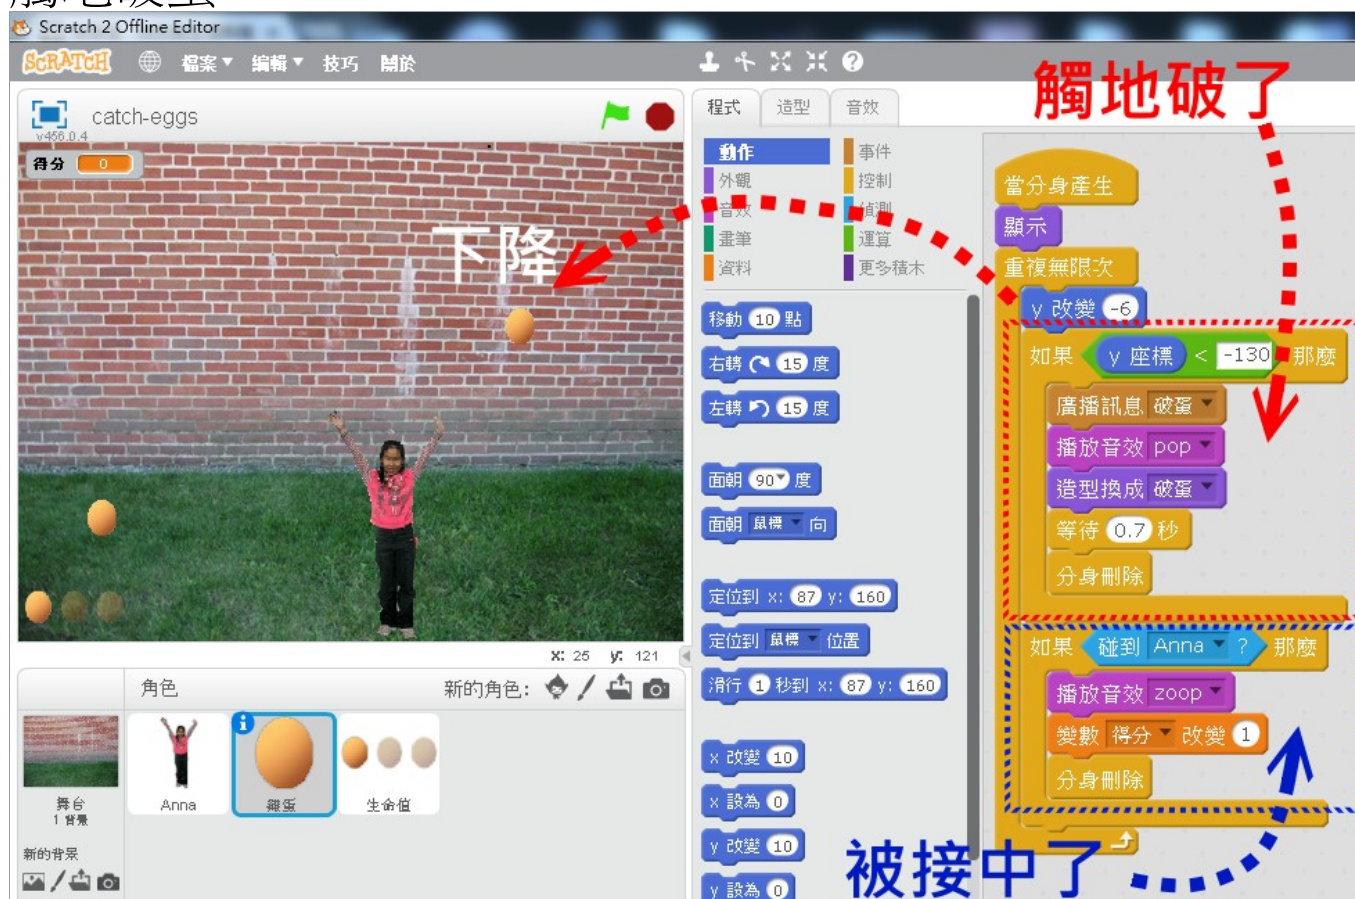 觸地破蛋
Scratch 2 Offline Editor
SCRATCH 檔案 編輯 技巧 關於
catch-eggs
v456.0.4
得分 0
下降
X: 25 y: 121
角色
新的角色:
舞台
1 背景
Anna
雞蛋
生命值
新的背景
程式 造型 音效
動作 事件
外觀 控制
音效 偵測
畫筆 運算
資料 更多積木
移動 10 點
右轉 15 度
左轉 15 度
面朝 90 度
面朝 鼠標 向
定位到 x: 87 y: 160
定位到 鼠標 位置
滑行 1 秒到 x: 87 y: 160
x 改變 10
x 設為 0
y 改變 10
y 設為 0
觸地破了
當分身產生
顯示
重複無限次
y 改變 -6
如果 y 座標 < -130 那麼
廣播訊息 破蛋
播放音效 pop
造型換成 破蛋
等待 0.7 秒
分身刪除
如果 碰到 Anna ? 那麼
播放音效 zoop
變數 得分 改變 1
分身刪除
被接中了